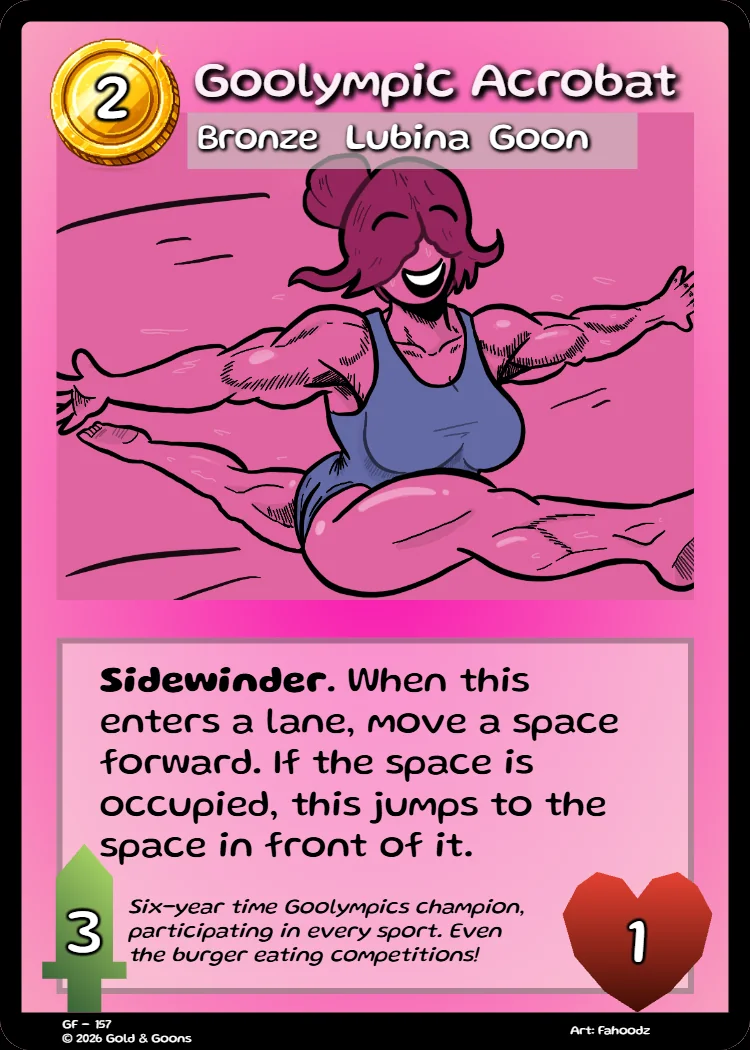 2
Goolympic Acrobat
Bronze Lubina Goon
Sidewinder. When this
enters a lane, move a space
forward. If the space is
occupied, this jumps to the
space in front of it.
Six-year time Goolympics champion,
participating in every sport. Even
the burger eating competitions!
3
1
GF - 157
© 2026 Gold & Goons
Art: Fahoodz